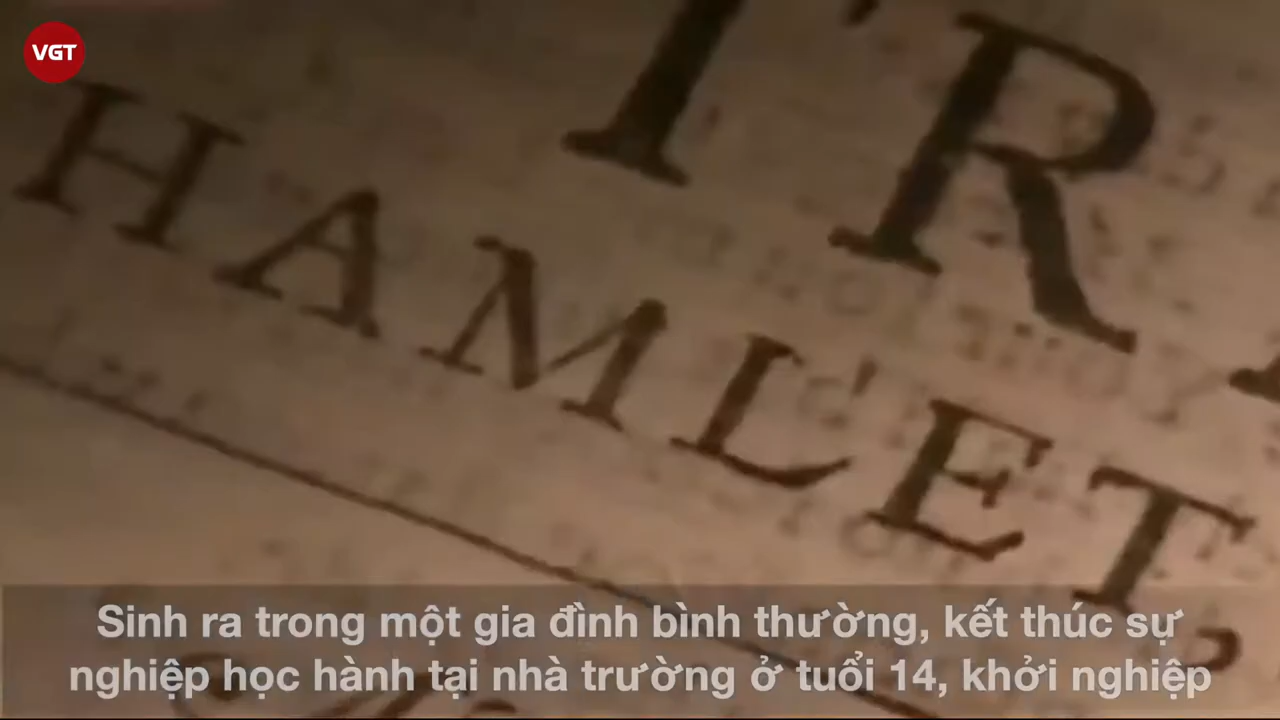 VGT
TR
HAMLET
Sinh ra trong một gia đình bình thường, kết thúc sự
nghiệp học hành tại nhà trường ở tuổi 14, khởi nghiệp